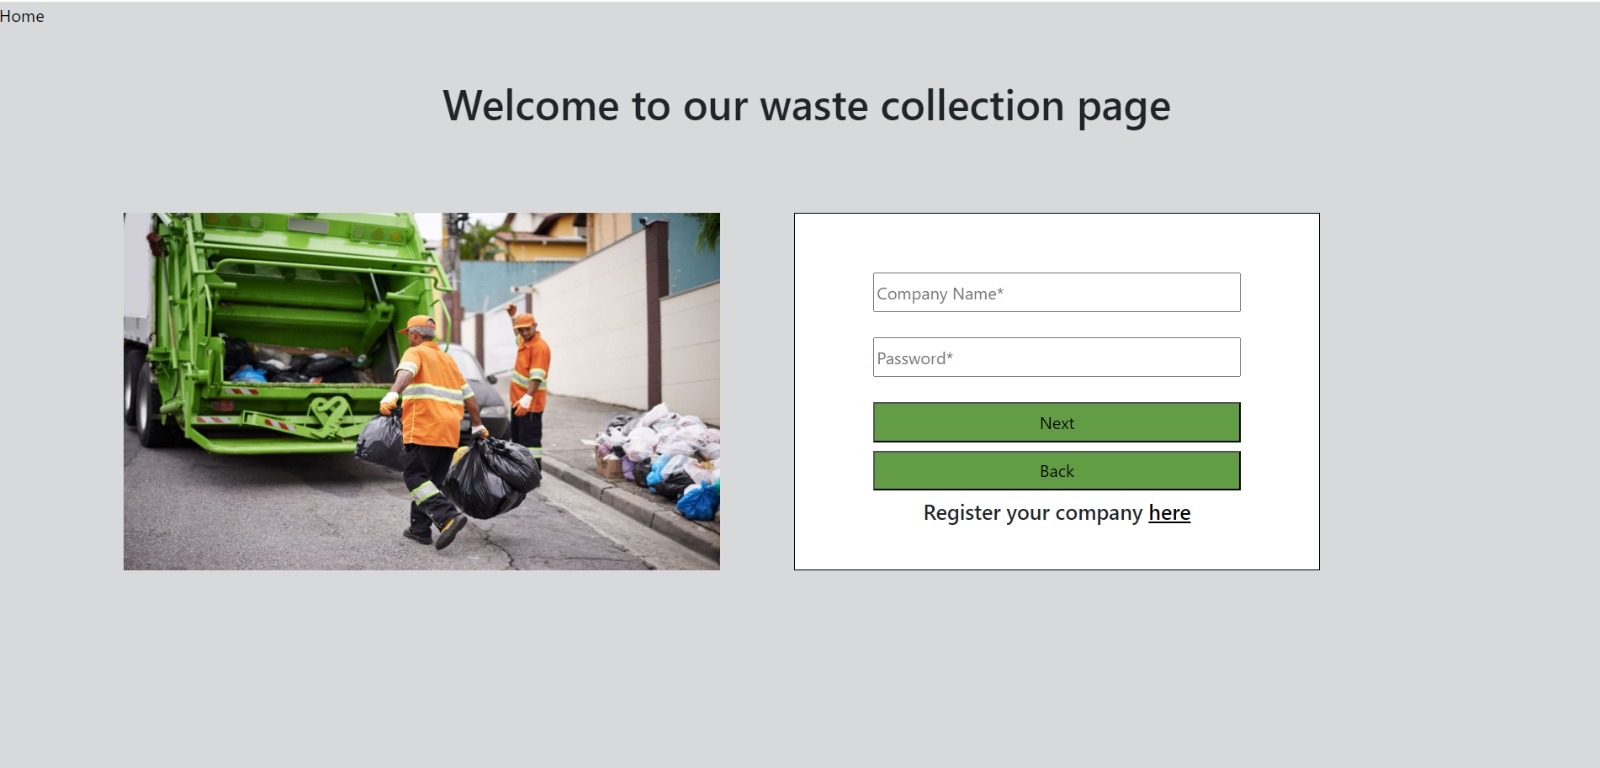 Home
Welcome to our waste collection page
Company Name*
Password*
Next
Back
Register your company here